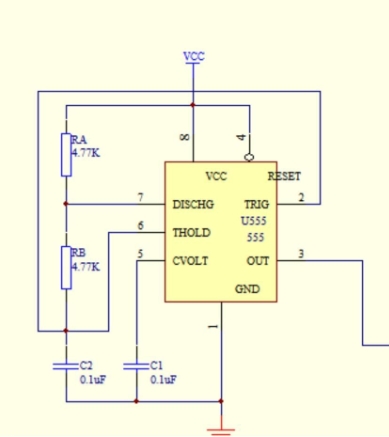 VCC
RA
4.77K
8
4
VCC
RESET
7
DISCHG
TRIG
2
U555
555
6
THOLD
RB
4.77K
5
CVOLT
OUT
3
GND
1
C2
0.1uF
C1
0.1uF